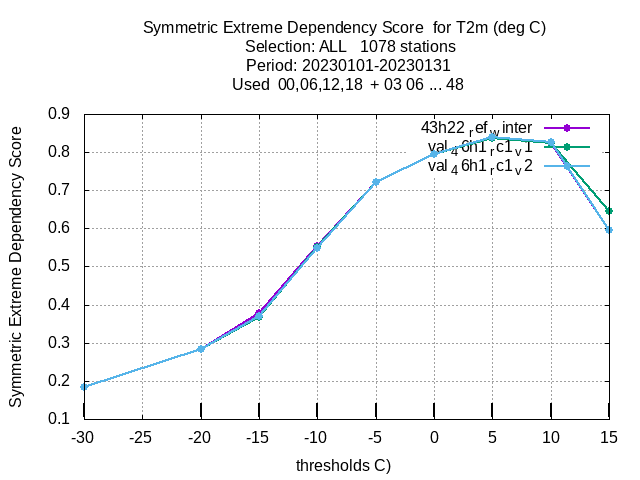 Symmetric Extreme Dependency Score  for T2m (deg C)
Selection: ALL   1078 stations
Period: 20230101-20230131
Used  00,06,12,18  + 03 06 ... 48
43h22_ref_winter
val_46h1_rc1_v1
val_46h1_rc1_v2
Symmetric Extreme Dependency Score
0.9
0.8
0.7
0.6
0.5
0.4
0.3
0.2
0.1
-30 -25 -20 -15 -10 -5 0 5 10 15
thresholds C)